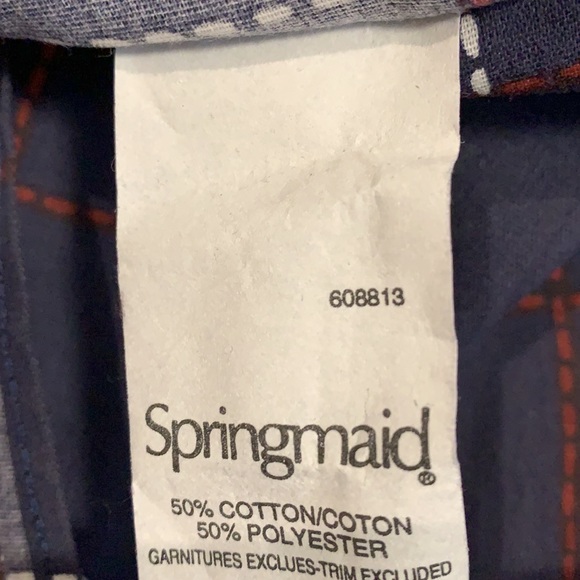 608813
Springmaid®
50% COTTON/COTON
50% POLYESTER
GARNITURES EXCLUES-TRIM EXCLUDED